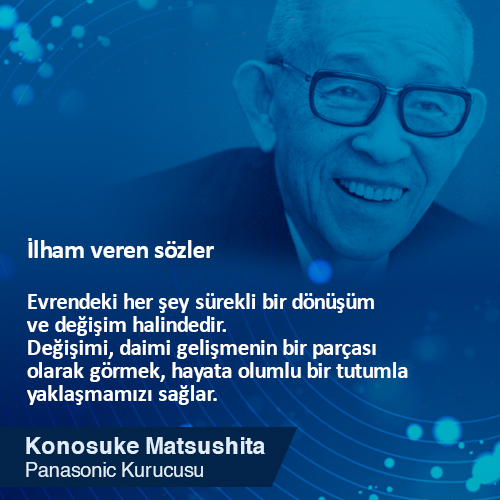 İlham veren sözler
Evrendeki her şey sürekli bir dönüşüm
ve değişim halindedir.
Değişimi, daimi gelişmenin bir parçası
olarak görmek, hayata olumlu bir tutumla
yaklaşmamızı sağlar.
Konosuke Matsushita
Panasonic Kurucusu